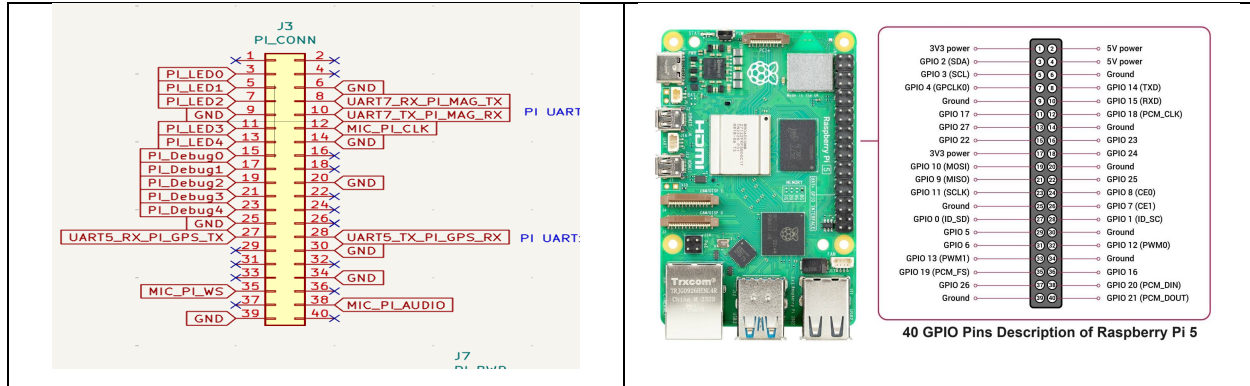 J3
PI_CONN
1 2
PI_LED0 3 4
PI_LED1 5 6 GND
PI_LED2 7 8 UART7_RX_PI_MAG_TX
GND 9 10 UART7_TX_PI_MAG_RX PI UART
PI_LED3 11 12 MIC_PI_CLK
PI_LED4 13 14 GND
PI_Debug0 15 16
PI_Debug1 17 18
PI_Debug2 19 20 GND
PI_Debug3 21 22
PI_Debug4 23 24
GND 25 26
UART5_RX_PI_GPS_TX 27 28 UART5_TX_PI_GPS_RX PI UART
29 30 GND
31 32
33 34 GND
MIC_PI_WS 35 36
37 38 MIC_PI_AUDIO
GND 39 40
J7
HDMI
Raspberry Pi 5
Trxcom
3V3 power 1 2 5V power
GPIO 2 (SDA) 3 4 5V power
GPIO 3 (SCL) 5 6 Ground
GPIO 4 (GPCLK0) 7 8 GPIO 14 (TXD)
Ground 9 10 GPIO 15 (RXD)
GPIO 17 11 12 GPIO 18 (PCM_CLK)
GPIO 27 13 14 Ground
GPIO 22 15 16 GPIO 23
3V3 power 17 18 GPIO 24
GPIO 10 (MOSI) 19 20 Ground
GPIO 9 (MISO) 21 22 GPIO 25
GPIO 11 (SCLK) 23 24 GPIO 8 (CE0)
Ground 25 26 GPIO 7 (CE1)
GPIO 0 (ID_SD) 27 28 GPIO 1 (ID_SC)
GPIO 5 29 30 Ground
GPIO 6 31 32 GPIO 12 (PWM0)
GPIO 13 (PWM1) 33 34 Ground
GPIO 19 (PCM_FS) 35 36 GPIO 16
GPIO 26 37 38 GPIO 20 (PCM_DIN)
Ground 39 40 GPIO 21 (PCM_DOUT)
40 GPIO Pins Description of Raspberry Pi 5